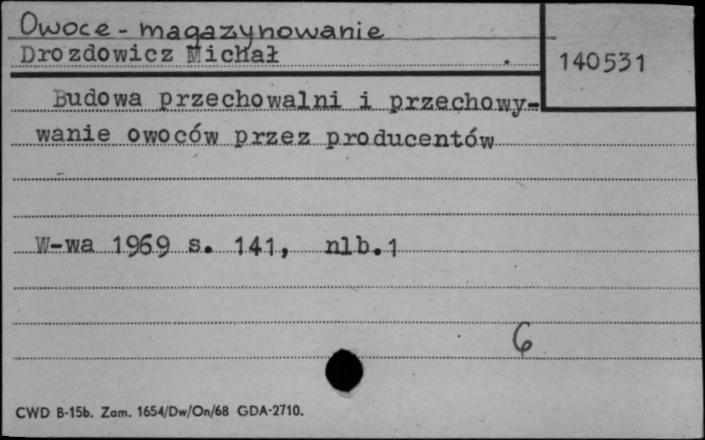 Owoce - magazynowanie
Drozdowicz Michał
140531
Budowa przechowalni i przechowy-
wanie owoców przez producentów
W-wa 1969 s. 141, nlb.1
6
CWD B-15b. Zam. 1654/Dw/On/68 GDA-2710.